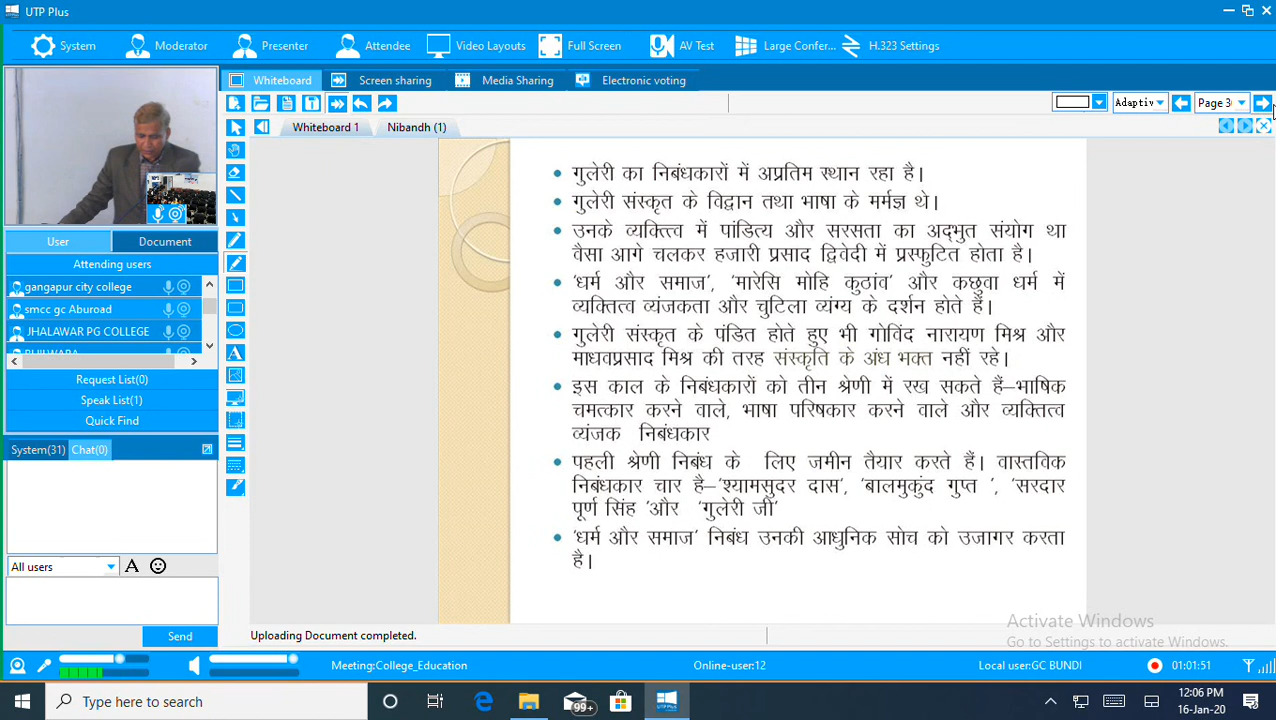 UTP Plus
System
Moderator
Presenter
Attendee
Video Layouts
Full Screen
AV Test
Large Confer...
H.323 Settings
Whiteboard
Screen sharing
Media Sharing
Electronic voting
Adaptiv
Page 3
Whiteboard 1
Nibandh (1)
User
Document
Attending users
gangapur city college
smcc gc Aburoad
JHALAWAR PG COLLEGE
Request List(0)
Speak List(1)
Quick Find
System(31)
Chat(0)
All users
Send
• गुलेरी का निबंधकारों में अप्रतिम स्थान रहा है।
• गुलेरी संस्कृत के विद्वान तथा भाषा के मर्मज्ञ थे।
• उनके व्यक्तित्त्व में पांडित्य और सरसता का अद्‌भुत संयोग था
वैसा आगे चलकर हजारी प्रसाद द्विवेदी में प्रस्फुटित होता है।
• 'धर्म और समाज', 'मारेसि मोहि कुठांव' और कछुवा धर्म में
व्यक्तित्व व्यंजकता और चुटिला व्यंग्य के दर्शन होते हैं।
• गुलेरी संस्कृत के पंडित होते हुए भी गोविंद नारायण मिश्र और
माधवप्रसाद मिश्र की तरह संस्कृति के अंध भक्त नहीं रहे।
• इस काल के निबंधकारों को तीन श्रेणी में रख सकते हैं–भाषिक
चमत्कार करने वाले, भाषा परिषकार करने वाले और व्यक्तित्व
व्यंजक निबंधकार
• पहली श्रेणी निबंध के लिए जमीन तैयार करते हैं। वास्तविक
निबंधकार चार है–'श्यामसुदर दास', 'बालमुकुंद गुप्त ', 'सरदार
पूर्ण सिंह 'और 'गुलेरी जी'
• 'धर्म और समाज' निबंध उनकी आधुनिक सोच को उजागर करता
है।
Activate Windows
Go to Settings to activate Windows.
Uploading Document completed.
Meeting:College_Education
Online-user:12
Local user:GC BUNDI
01:01:51
Type here to search
99+
12:06 PM
16-Jan-20